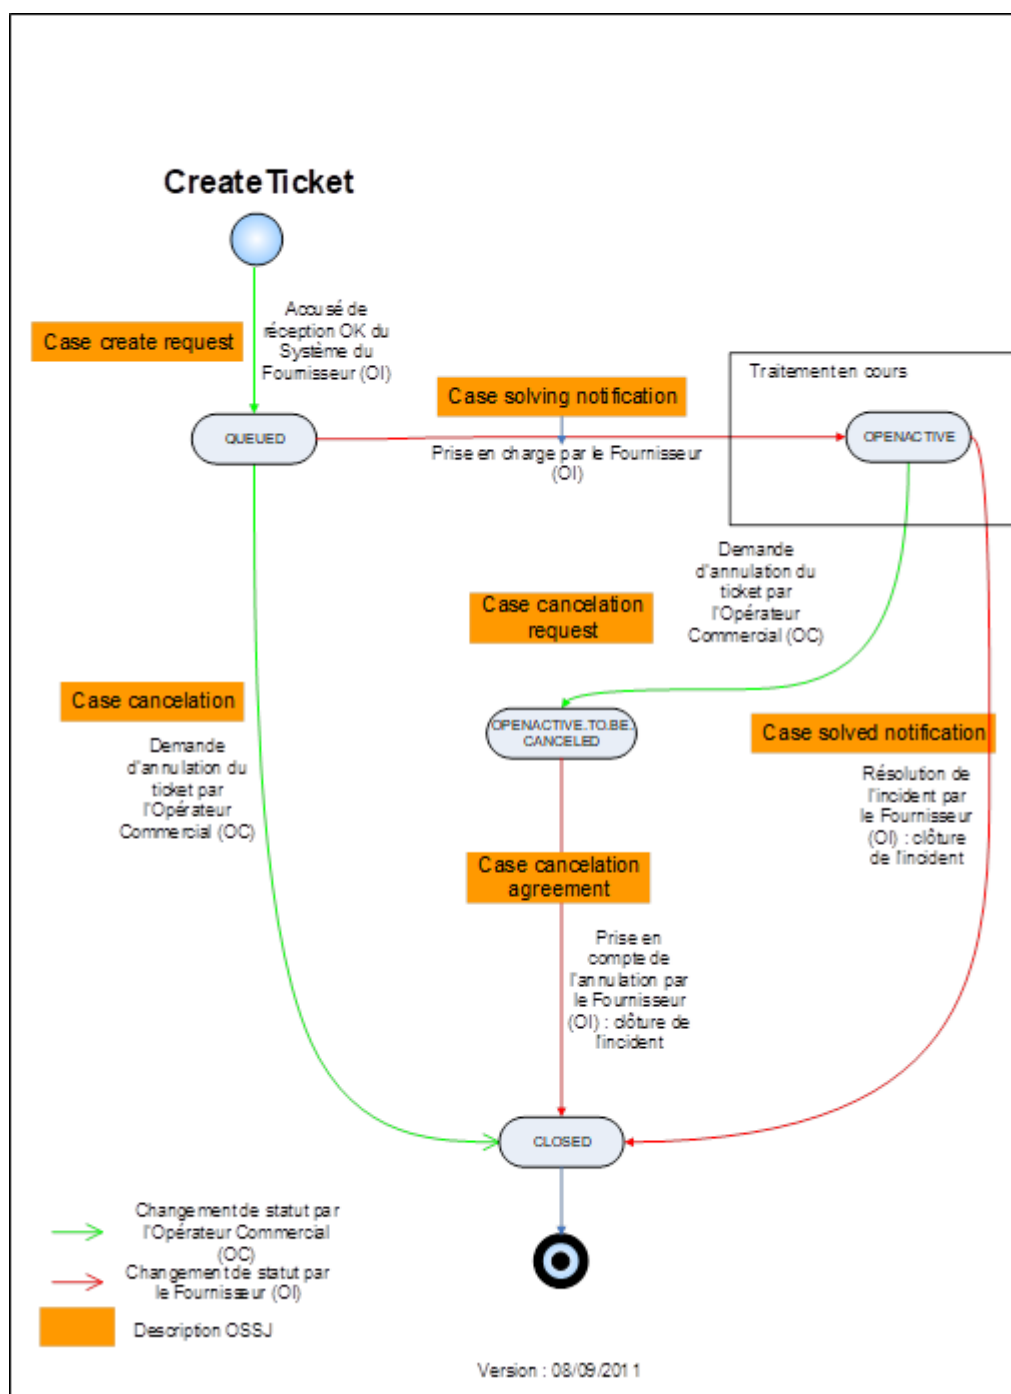 Create Ticket
Accusé de
réception OK du
Système du
Fournisseur (OI)
Case create request
Case solving notification
Traitement en cours
QUEUED
OPENACTIVE
Prise en charge par le Fournisseur
(OI)
Demande
d'annulation du
ticket par
l'Opérateur
Commercial (OC)
Case cancelation
request
Case cancelation
Demande
d'annulation du
ticket par
l'Opérateur
Commercial (OC)
OPENACTIVE.TO.BE.
CANCELED
Case solved notification
Résolution de
l'incident par
le Fournisseur
(OI) : clôture
de l'incident
Case cancelation
agreement
Prise en
compte de
l'annulation par
le Fournisseur
(OI) : clôture de
l'incident
CLOSED
Changement de statut par
l'Opérateur Commercial
(OC)
Changement de statut par
le Fournisseur (OI)
Description OSSJ
Version : 08/09/2011